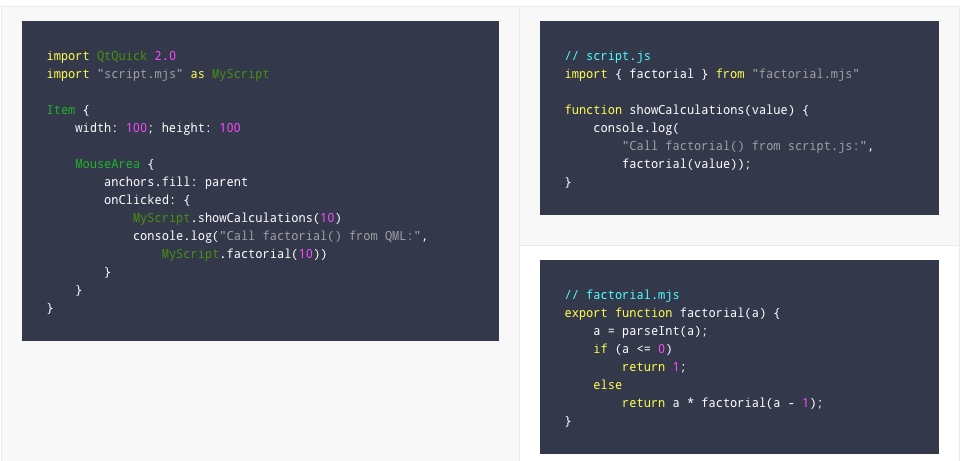 import QtQuick 2.0
import "script.mjs" as MyScript

Item {
    width: 100; height: 100

    MouseArea {
        anchors.fill: parent
        onClicked: {
            MyScript.showCalculations(10)
            console.log("Call factorial() from QML:",
                MyScript.factorial(10))
        }
    }
}

// script.js
import { factorial } from "factorial.mjs"

function showCalculations(value) {
    console.log(
        "Call factorial() from script.js:",
        factorial(value));
}

// factorial.mjs
export function factorial(a) {
    a = parseInt(a);
    if (a <= 0)
        return 1;
    else
        return a * factorial(a - 1);
}